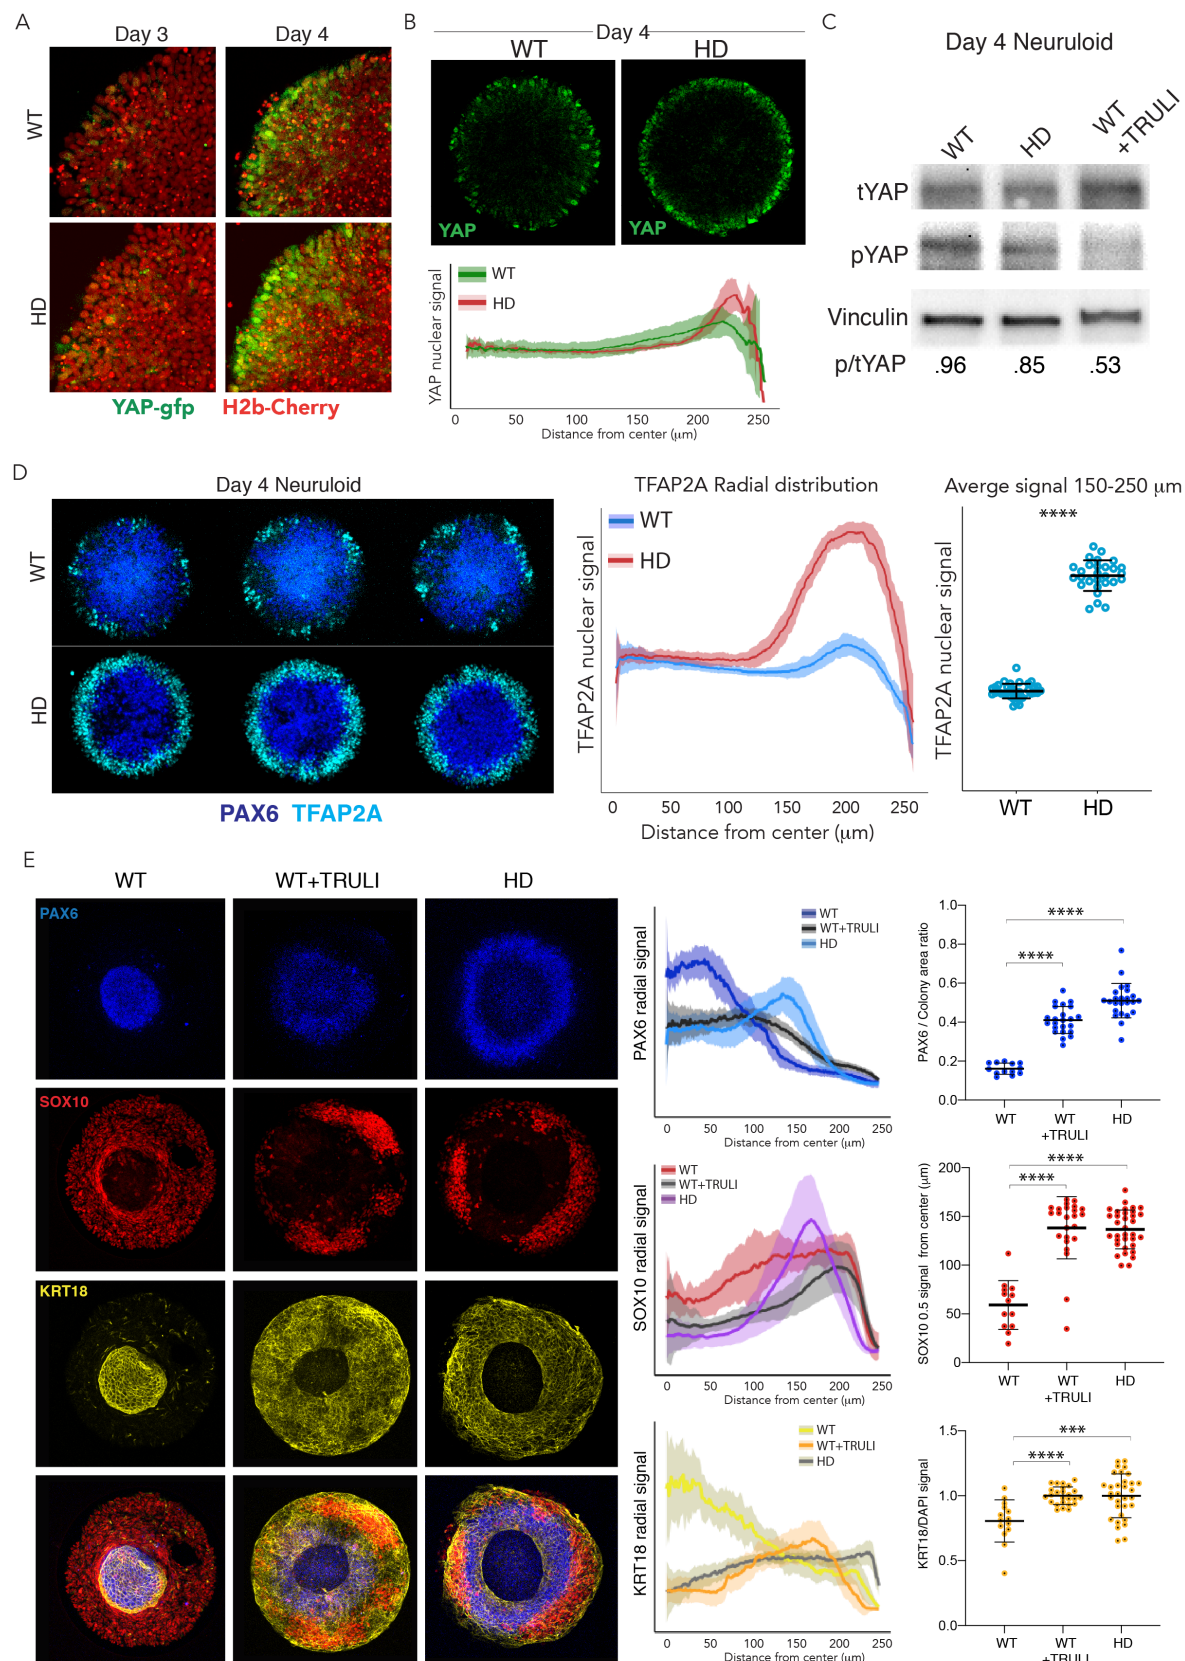 A
Day 3
Day 4
WT
HD
YAP-gfp
H2b-Cherry
B
Day 4
WT
HD
YAP
YAP
YAP nuclear signal
WT
HD
0 50 100 150 200 250
Distance from center (μm)
C
Day 4 Neuruloid
WT
HD
WT
+TRULI
tYAP
pYAP
Vinculin
p/tYAP
.96
.85
.53
D
Day 4 Neuruloid
WT
HD
PAX6 TFAP2A
TFAP2A Radial distribution
TFAP2A nuclear signal
WT
HD
0 50 100 150 200 250
Distance from center (μm)
Averge signal 150-250 μm
****
TFAP2A nuclear signal
WT
HD
E
WT
WT+TRULI
HD
PAX6
SOX10
KRT18
PAX6 radial signal
WT
WT+TRULI
HD
0 50 100 150 200 250
Distance from center (μm)
PAX6 / Colony area ratio
1.0
0.8
0.6
0.4
0.2
0.0
****
****
WT
WT
+TRULI
HD
SOX10 radial signal
WT
WT+TRULI
HD
0 50 100 150 200 250
Distance from center (μm)
SOX10 0.5 signal from center (μm)
200
150
100
50
0
****
****
WT
WT
+TRULI
HD
KRT18 radial signal
WT
WT+TRULI
HD
0 50 100 150 200 250
Distance from center (μm)
KRT18/DAPI signal
1.5
1.0
0.5
0.0
***
****
WT
WT
+TRULI
HD